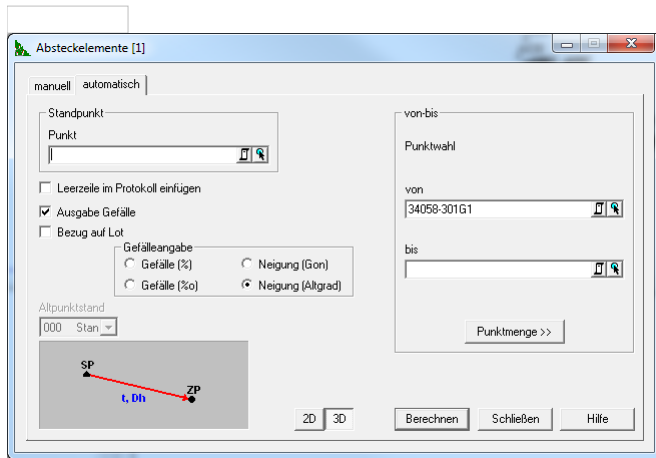 Absteckelemente [1]
manuell automatisch
Standpunkt
Punkt
Leerzeile im Protokoll einfügen
Ausgabe Gefälle
Bezug auf Lot
Gefälleangabe
Gefälle (%) Neigung (Gon)
Gefälle (%o) Neigung (Altgrad)
Altpunktstand
000 Stan
SP
ZP
t, Dh
2D 3D
von-bis
Punktwahl
von
34058-301G1
bis
Punktmenge >>
Berechnen Schließen Hilfe